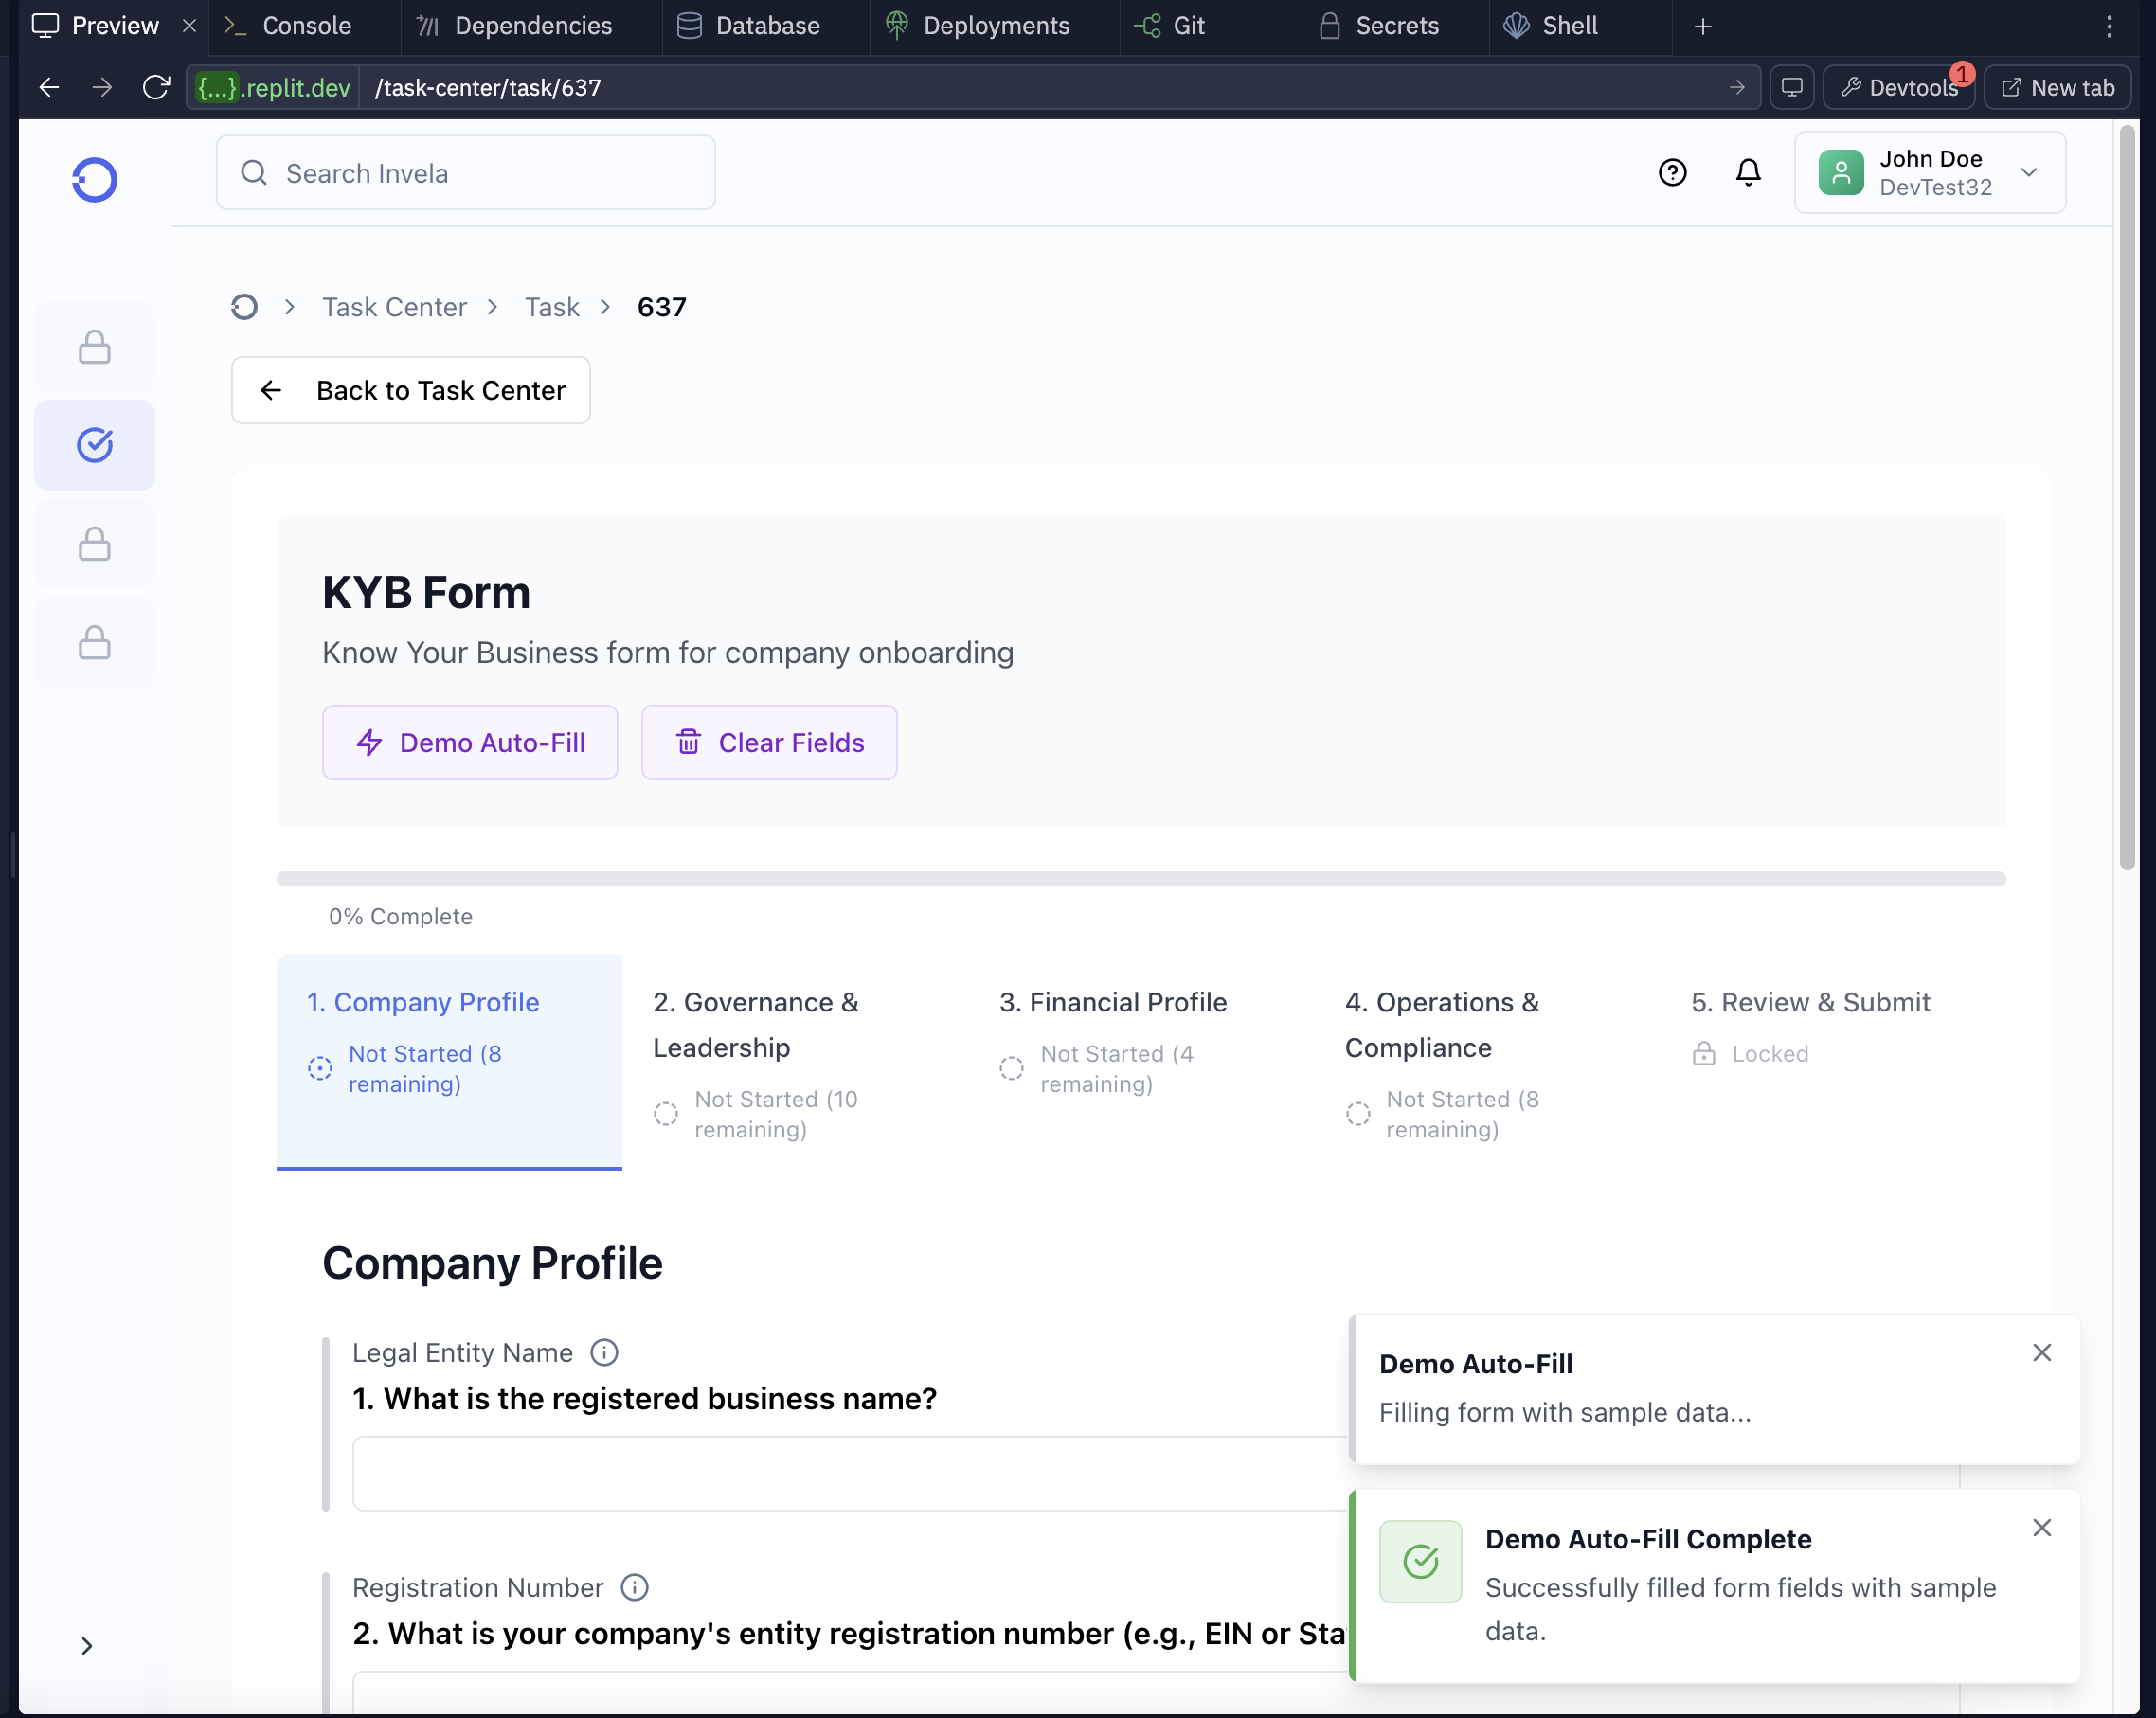 Preview
Console
Dependencies
Database
Deployments
Git
Secrets
Shell
{...}.replit.dev
/task-center/task/637
Devtools
1
New tab
Search Invela
John Doe
DevTest32
Task Center
Task
637
Back to Task Center
KYB Form
Know Your Business form for company onboarding
Demo Auto-Fill
Clear Fields
0% Complete
1. Company Profile
Not Started (8
remaining)
2. Governance &
Leadership
Not Started (10
remaining)
3. Financial Profile
Not Started (4
remaining)
4. Operations &
Compliance
Not Started (8
remaining)
5. Review & Submit
Locked
Company Profile
Legal Entity Name
1. What is the registered business name?
Registration Number
2. What is your company's entity registration number (e.g., EIN or Sta
Demo Auto-Fill
Filling form with sample data...
Demo Auto-Fill Complete
Successfully filled form fields with sample
data.